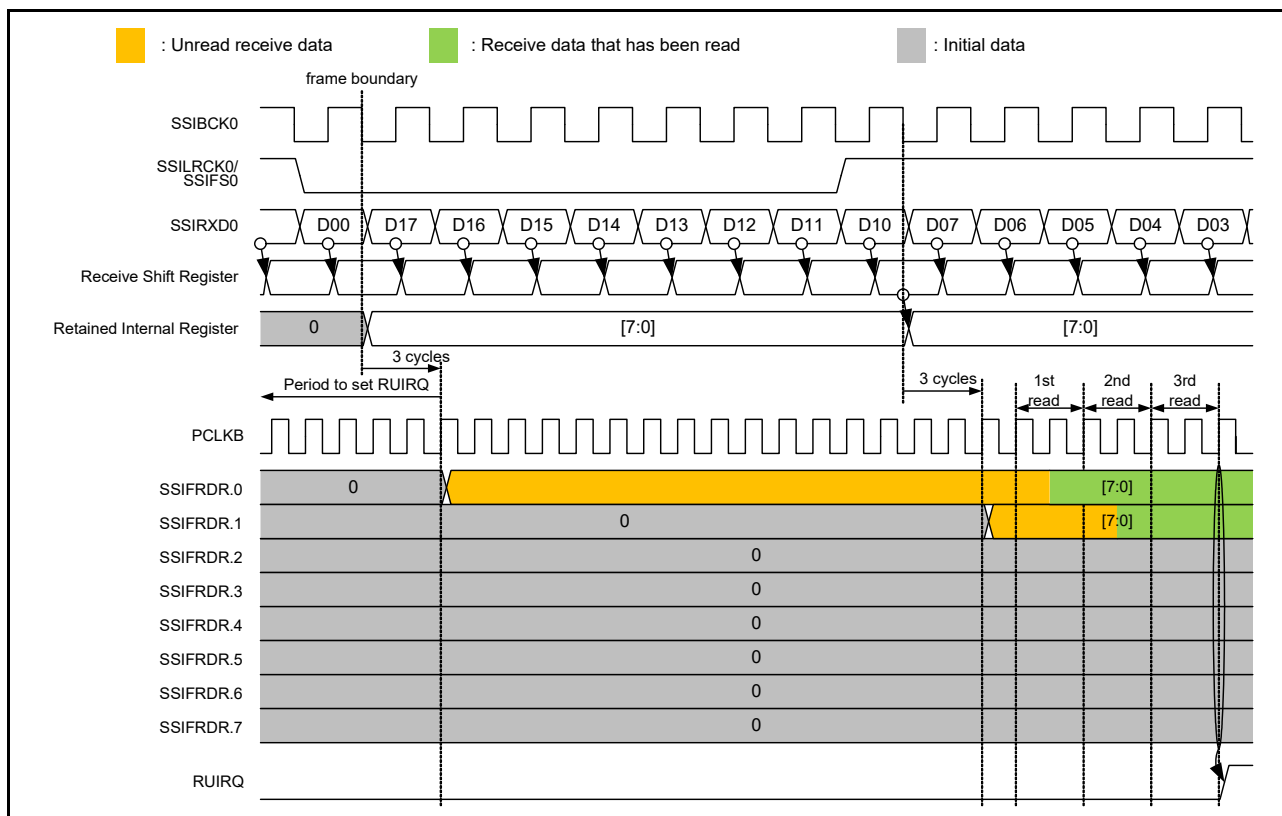 : Unread receive data : Receive data that has been read : Initial data
frame boundary
SSIBCK0
SSILRCK0/
SSIFS0
SSIRXD0 D00 D17 D16 D15 D14 D13 D12 D11 D10 D07 D06 D05 D04 D03
Receive Shift Register
Retained Internal Register 0 [7:0] [7:0]
3 cycles 3 cycles 1st read 2nd read 3rd read
Period to set RUIRQ
PCLKB
SSIFRDR.0 0 [7:0]
SSIFRDR.1 0 [7:0]
SSIFRDR.2 0
SSIFRDR.3 0
SSIFRDR.4 0
SSIFRDR.5 0
SSIFRDR.6 0
SSIFRDR.7 0
RUIRQ